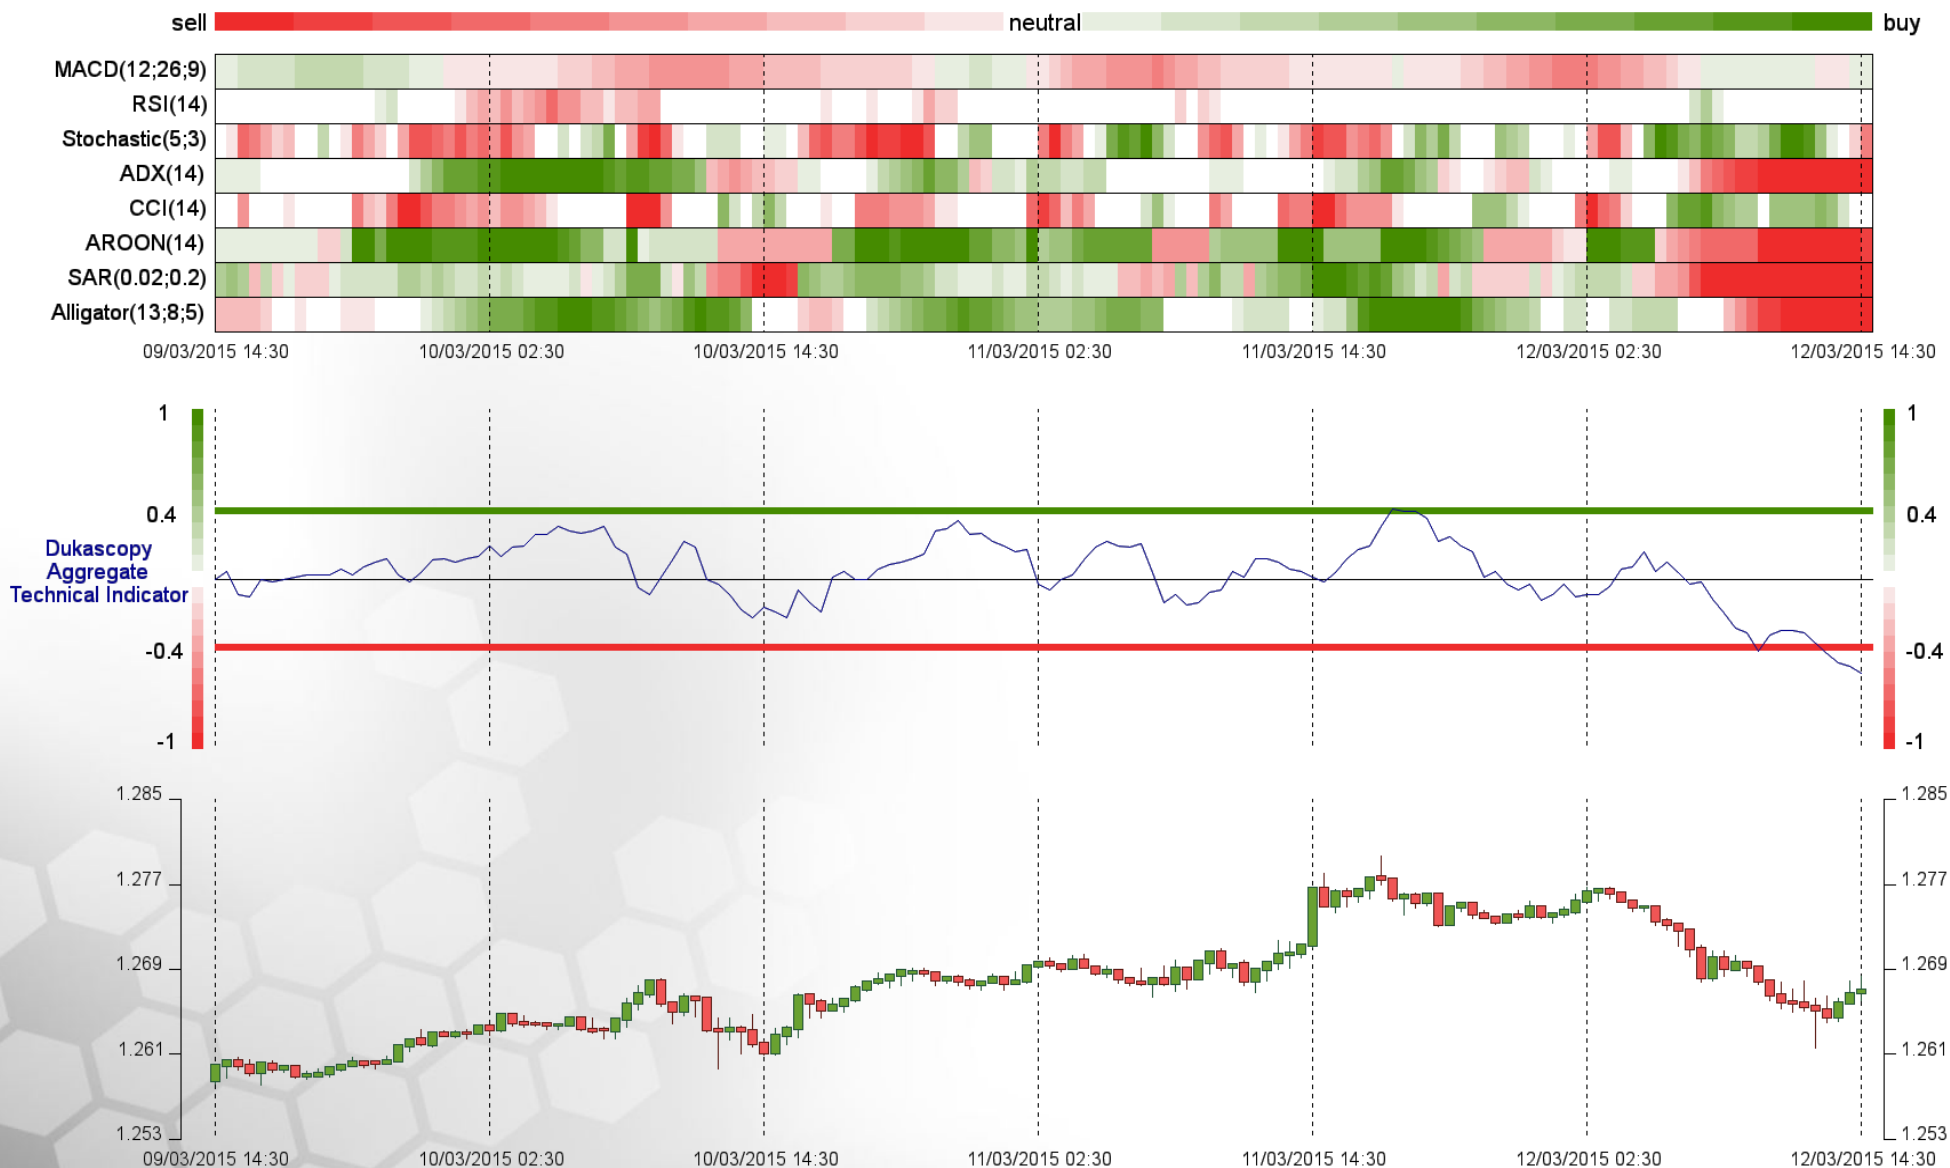 sell neutral buy
MACD(12;26;9)
RSI(14)
Stochastic(5;3)
ADX(14)
CCI(14)
AROON(14)
SAR(0.02;0.2)
Alligator(13;8;5)
09/03/2015 14:30 10/03/2015 02:30 10/03/2015 14:30 11/03/2015 02:30 11/03/2015 14:30 12/03/2015 02:30 12/03/2015 14:30
1 1
0.4 0.4
Dukascopy
Aggregate
Technical Indicator
-0.4 -0.4
-1 -1
1.285 1.285
1.277 1.277
1.269 1.269
1.261 1.261
1.253 1.253
09/03/2015 14:30 10/03/2015 02:30 10/03/2015 14:30 11/03/2015 02:30 11/03/2015 14:30 12/03/2015 02:30 12/03/2015 14:30